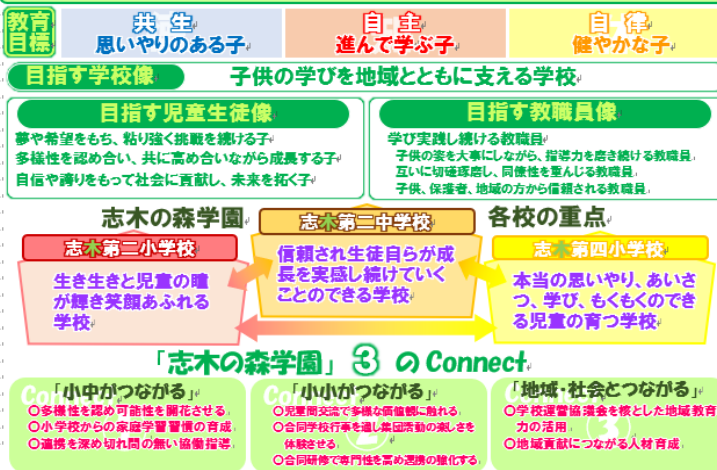 教育目標
共 生
思いやりのある子
自 主
進んで学ぶ子
自 律
健やかな子
目指す学校像
子供の学びを地域とともに支える学校
目指す児童生徒像
夢や希望をもち、粘り強く挑戦を続ける子
多様性を認め合い、共に高め合いながら成長する子
自信や誇りをもって社会に貢献し、未来を拓く子
目指す教職員像
学び実践し続ける教職員
子供の姿を大事にしながら、指導力を磨き続ける教職員
互いに切磋琢磨し、同僚性を重んじる教職員
子供、保護者、地域の方から信頼される教職員
志木の森学園
各校の重点
志木第二小学校
生き生きと児童の瞳
が輝き笑顔あふれる
学校
志木第二中学校
信頼され生徒自らが成
長を実感し続けていく
ことのできる学校
志木第四小学校
本当の思いやり、あいさ
つ、学び、もくもくのでき
る児童の育つ学校
「志木の森学園」 3 の Connect
「小中がつながる」
〇多様性を認め可能性を開花させる
〇小学校からの家庭学習習慣の育成
〇連携を深め切れ間の無い協働指導
「小小がつながる」
〇児童間交流で多様な価値観に触れる
〇合同学校行事を通し集団活動の楽しさを
体験させる
〇合同研修で専門性を高め連携の強化する
「地域・社会とつながる」
〇学校運営協議会を核とした地域教育
力の活用
〇地域貢献につながる人材育成